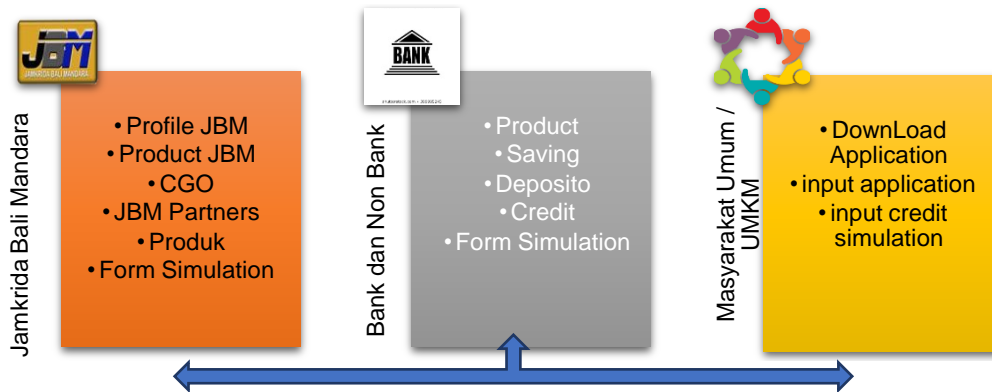 JBM
JAMKRIDA BALI MANDARA
Jamkrida Bali Mandara
• Profile JBM
• Product JBM
• CGO
• JBM Partners
• Produk
• Form Simulation
BANK
Bank dan Non Bank
• Product
• Saving
• Deposito
• Credit
• Form Simulation
Masyarakat Umum /
UMKM
• DownLoad
Application
• input application
• input credit
simulation